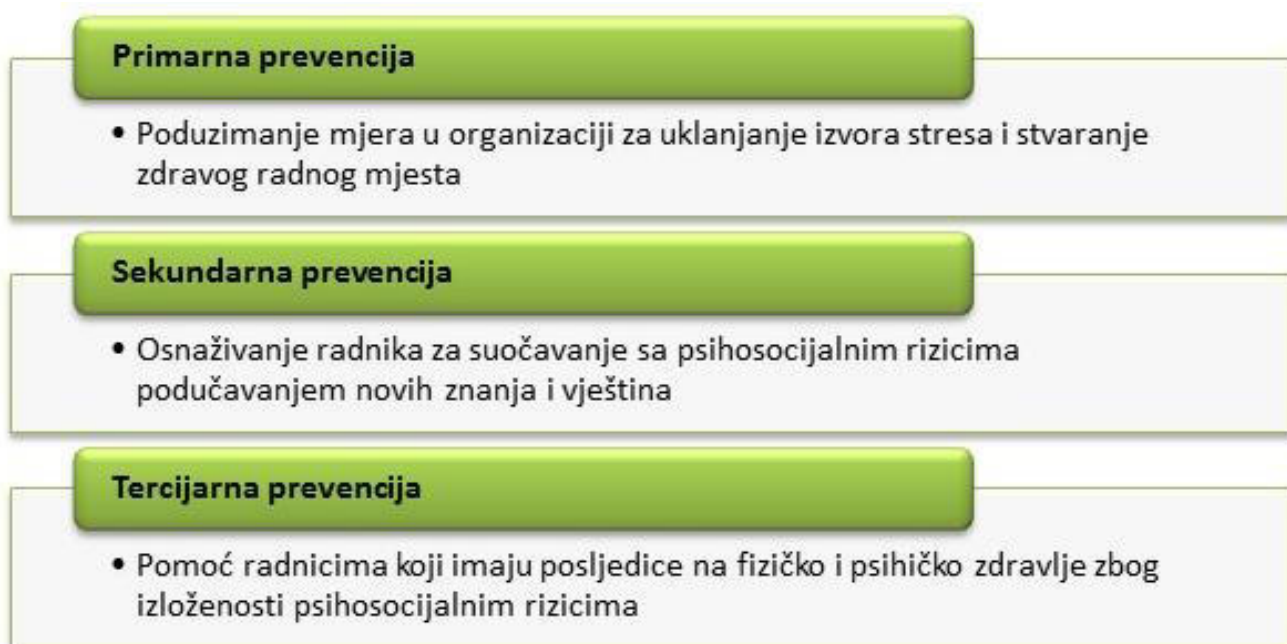 Primarna prevencija
• Poduzimanje mjera u organizaciji za uklanjanje izvora stresa i stvaranje
zdravog radnog mjesta
Sekundarna prevencija
• Osnaživanje radnika za suočavanje sa psihosocijalnim rizicima
podučavanjem novih znanja i vještina
Tercijarna prevencija
• Pomoć radnicima koji imaju posljedice na fizičko i psihičko zdravlje zbog
izloženosti psihosocijalnim rizicima